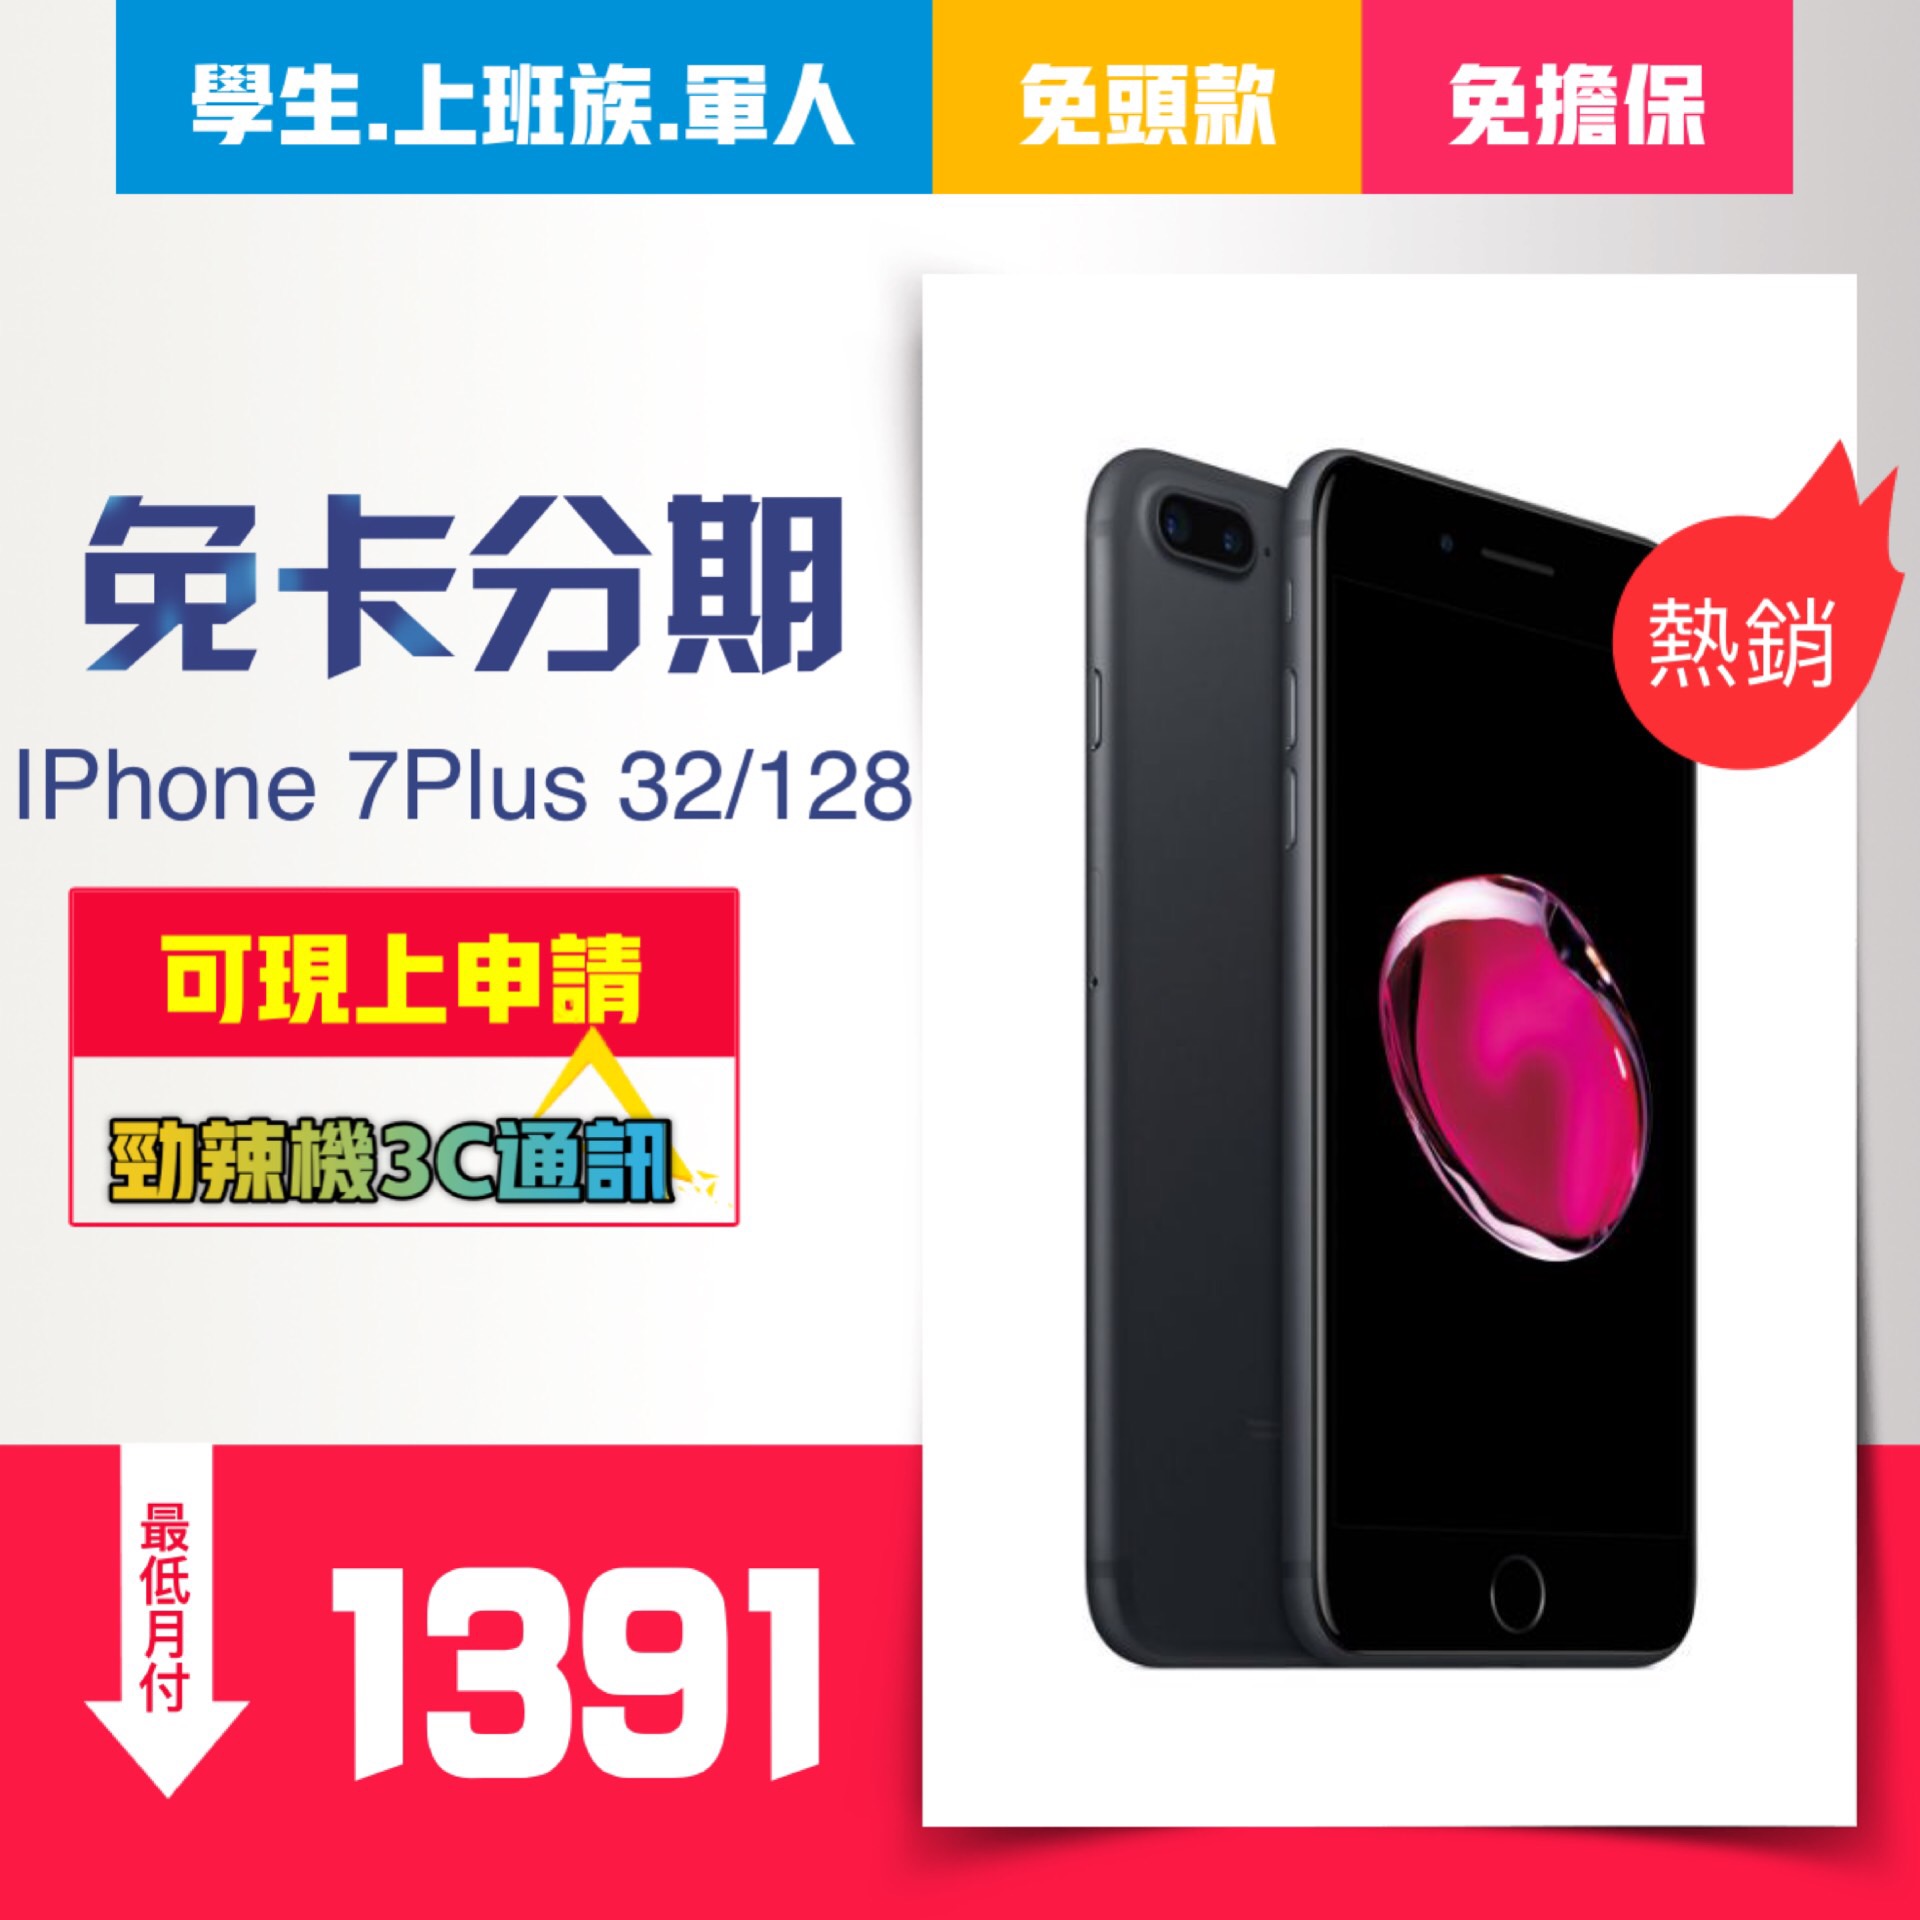 學生.上班族.軍人
免頭款
免擔保
免卡分期
IPhone 7Plus 32/128
熱銷
可現上申請
勁辣機3C通訊
最低月付
1391